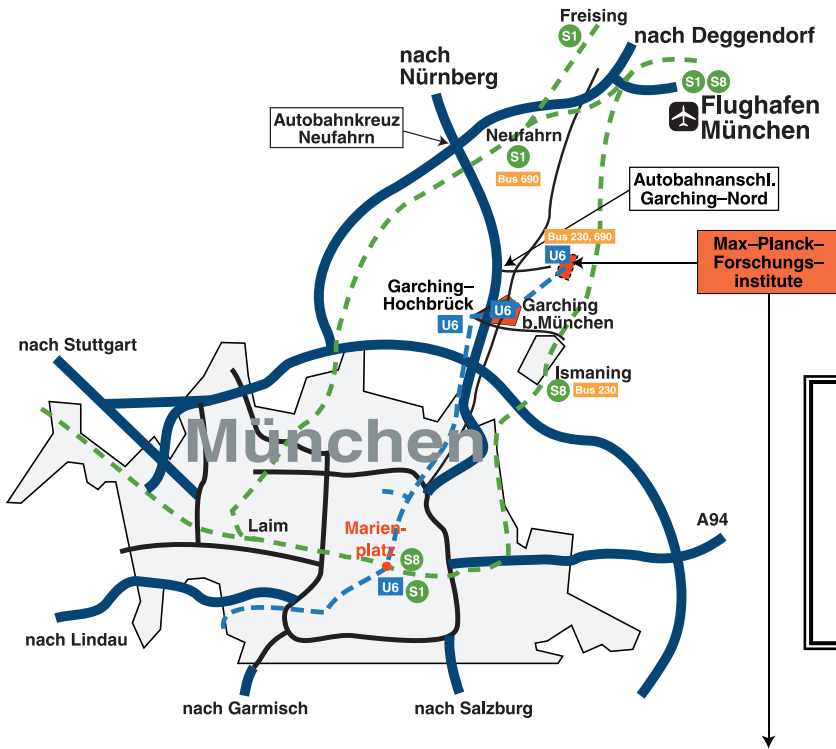 Freising
S1
nach Deggendorf
nach
Nürnberg
S1 S8
Flughafen
München
Autobahnkreuz
Neufahrn
Neufahrn
S1
Bus 690
Autobahnanschl.
Garching–Nord
Bus 230, 690
U6
Max–Planck–
Forschungs–
institute
Garching–
Hochbrück
U6
U6
Garching
b.München
nach Stuttgart
Ismaning
S8 Bus 230
München
Laim
Marien-
platz
S8
U6 S1
A94
nach Lindau
nach Garmisch
nach Salzburg